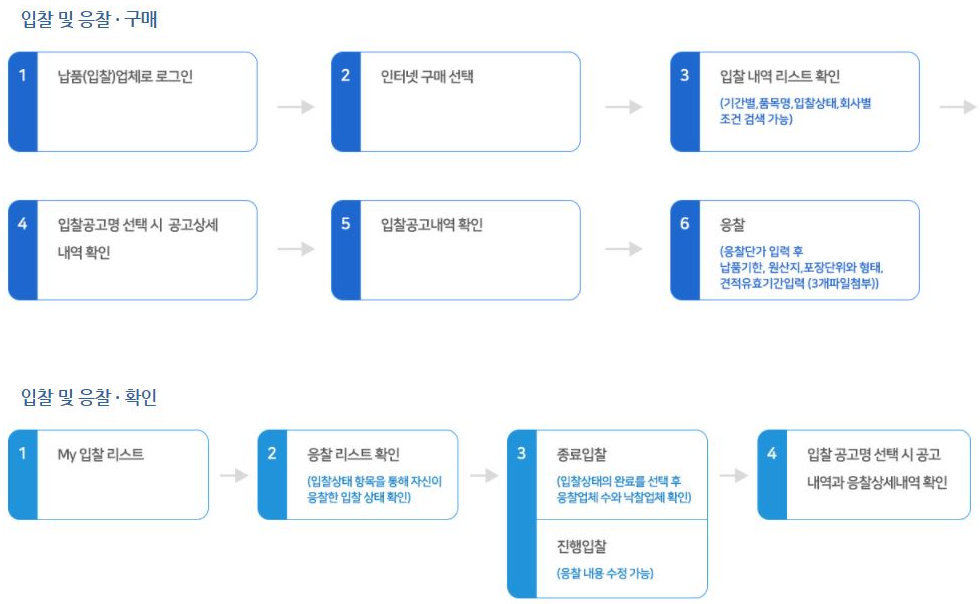 입찰 및 응찰 · 구매
1
납품(입찰)업체로 로그인
2
인터넷 구매 선택
3
입찰 내역 리스트 확인
(기간별,품목명,입찰상태,회사별
조건 검색 가능)
4
입찰공고명 선택 시 공고상세
내역 확인
5
입찰공고내역 확인
6
응찰
(응찰단가 입력 후
납품기한, 원산지,포장단위와 형태,
견적유효기간입력 (3개파일첨부))
입찰 및 응찰 · 확인
1
My 입찰 리스트
2
응찰 리스트 확인
(입찰상태 항목을 통해 자신이
응찰한 입찰 상태 확인)
3
종료입찰
(입찰상태의 완료를 선택 후
응찰업체 수와 낙찰업체 확인)
진행입찰
(응찰 내용 수정 가능)
4
입찰 공고명 선택 시 공고
내역과 응찰상세내역 확인